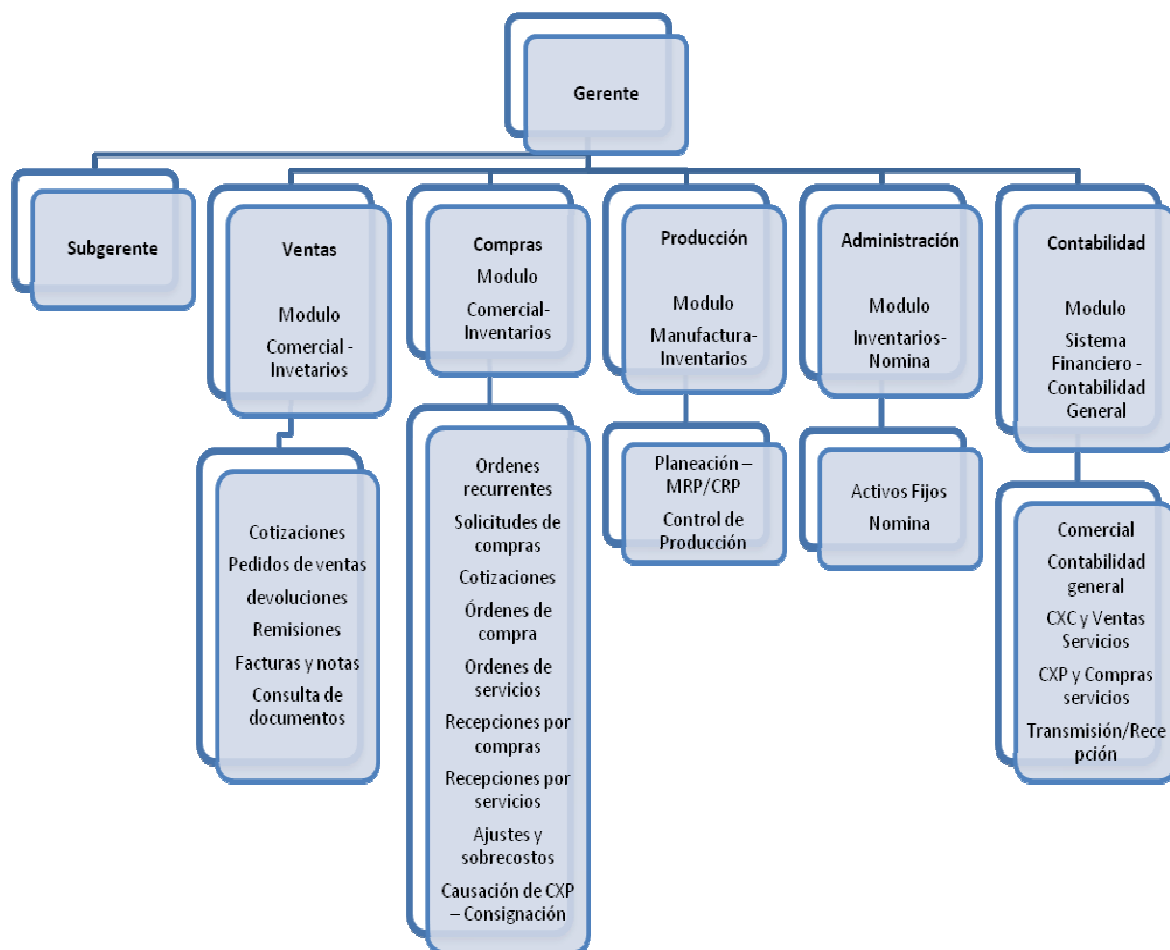 Gerente
Subgerente
Ventas
Modulo
Comercial -
Invetarios
Compras
Modulo
Comercial-
Inventarios
Producción
Modulo
Manufactura-
Inventarios
Administración
Modulo
Inventarios-
Nomina
Contabilidad
Modulo
Sistema
Financiero -
Contabilidad
General
Cotizaciones
Pedidos de ventas
devoluciones
Remisiones
Facturas y notas
Consulta de
documentos
Ordenes
recurrentes
Solicitudes de
compras
Cotizaciones
Órdenes de
compra
Ordenes de
servicios
Recepciones por
compras
Recepciones por
servicios
Ajustes y
sobrecostos
Causación de CXP
– Consignación
Planeación –
MRP/CRP
Control de
Producción
Activos Fijos
Nomina
Comercial
Contabilidad
general
CXC y Ventas
Servicios
CXP y Compras
servicios
Transmisión/Rece
pción